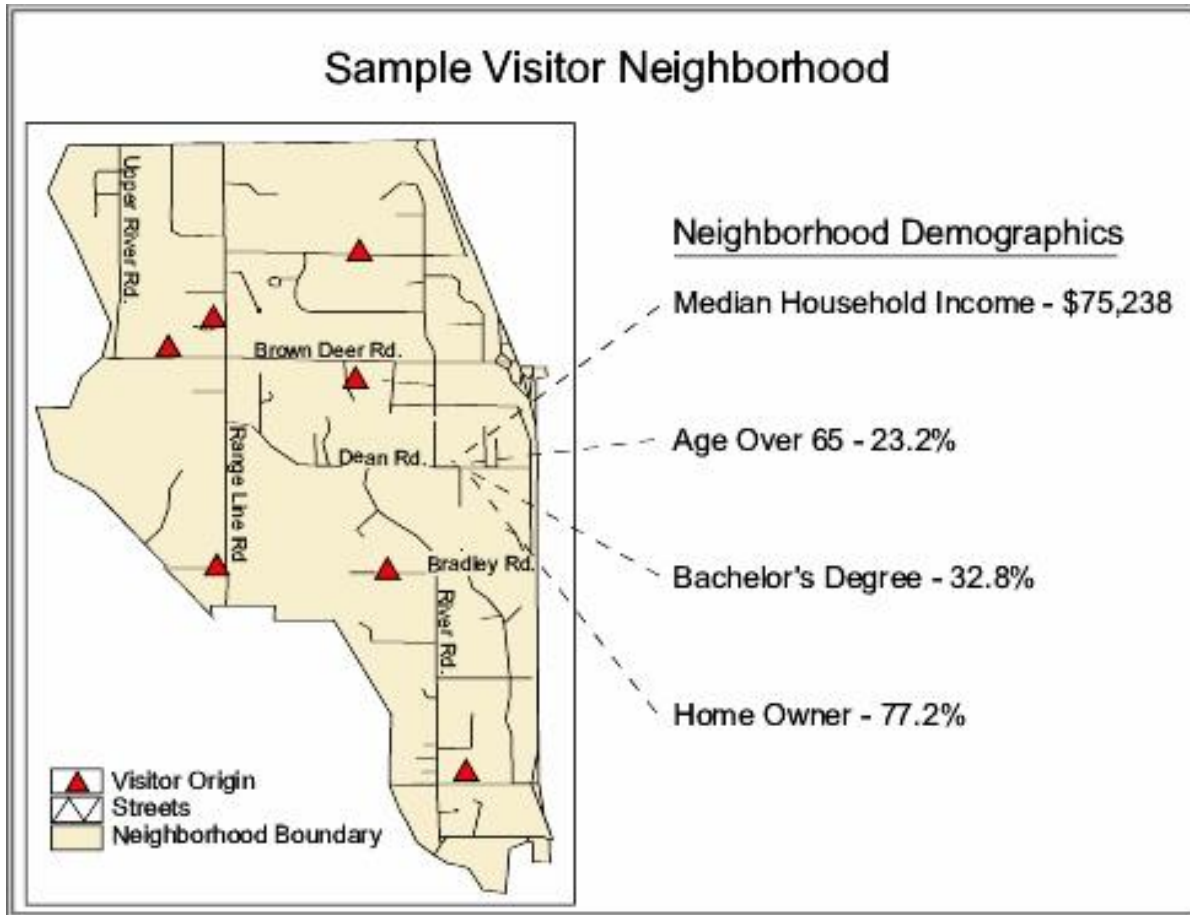 Sample Visitor Neighborhood
Upper River Rd.
Brown Deer Rd.
Range Line Rd
Dean Rd.
Bradley Rd.
River Rd.
Visitor Origin
Streets
Neighborhood Boundary
Neighborhood Demographics
Median Household Income - $75,238
Age Over 65 - 23.2%
Bachelor's Degree - 32.8%
Home Owner - 77.2%